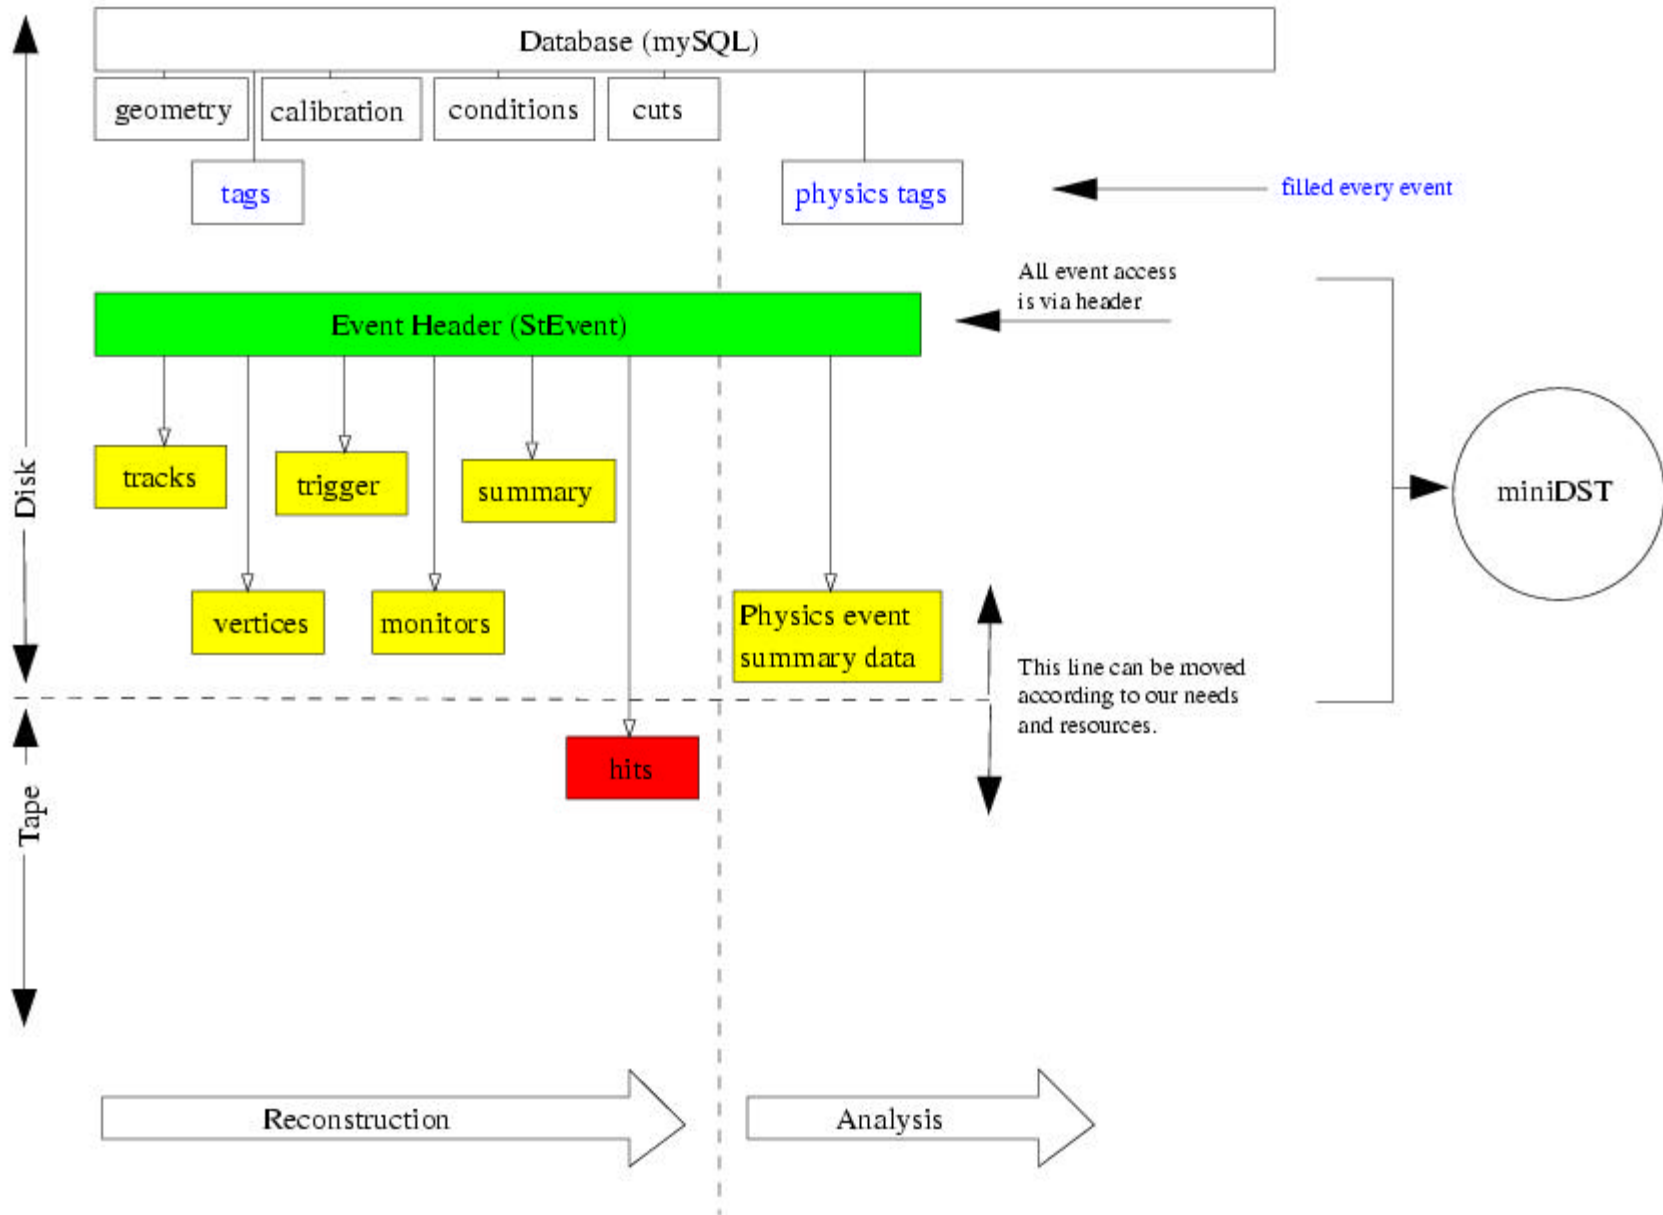 Database (mySQL)
geometry
calibration
conditions
cuts
tags
physics tags
filled every event
All event access
is via header
Event Header (StEvent)
tracks
trigger
summary
Disk
miniDST
vertices
monitors
Physics event
summary data
This line can be moved
according to our needs
and resources.
hits
Tape
Reconstruction
Analysis